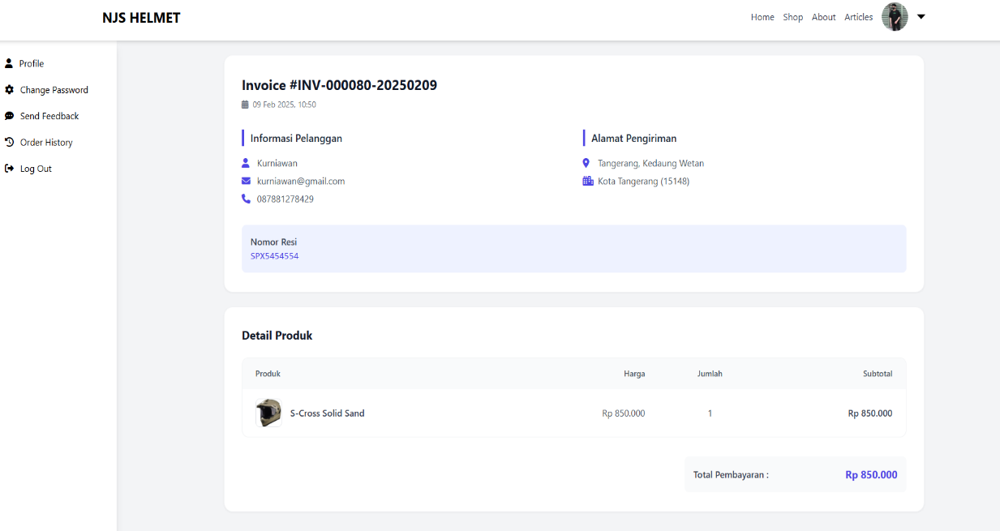 NJS HELMET
Home Shop About Articles
Profile
Change Password
Send Feedback
Order History
Log Out
Invoice #INV-000080-20250209
09 Feb 2025, 10:50
Informasi Pelanggan
Kurniawan
kurniawan@gmail.com
087881278429
Alamat Pengiriman
Tangerang, Kedaung Wetan
Kota Tangerang (15148)
Nomor Resi
SPX5454554
Detail Produk
Produk Harga Jumlah Subtotal
S-Cross Solid Sand Rp 850.000 1 Rp 850.000
Total Pembayaran : Rp 850.000